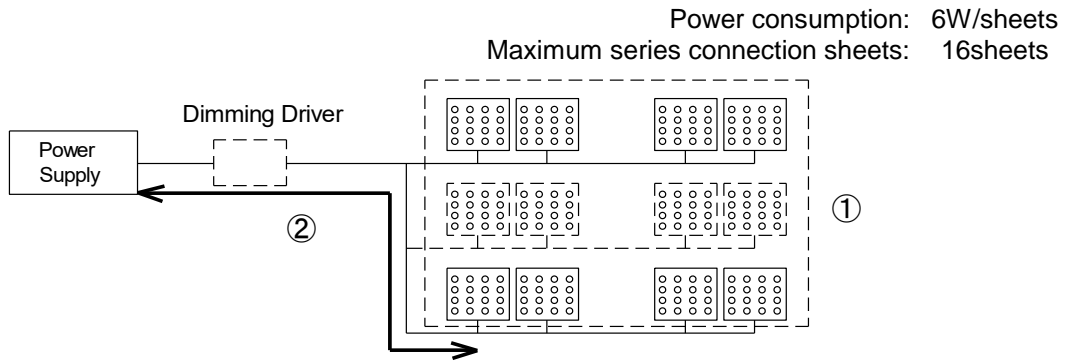 Power consumption: 6W/sheets
Maximum series connection sheets: 16sheets
Dimming Driver
Power
Supply
①
②